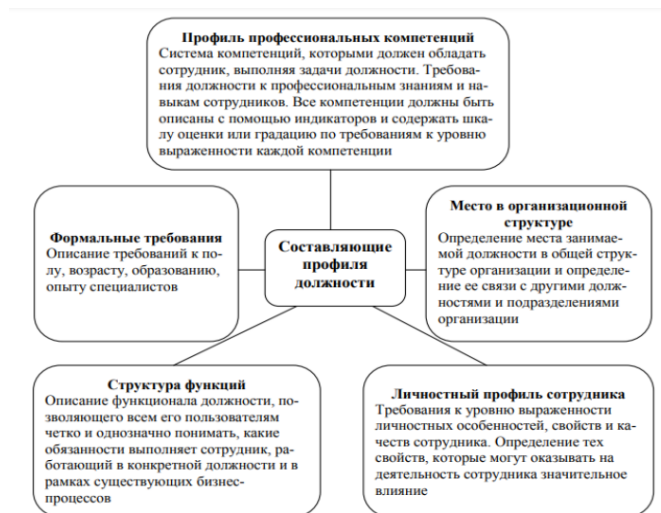 Профиль профессиональных компетенций
Система компетенций, которыми должен обладать
сотрудник, выполняя задачи должности. Требова-
ния должности к профессиональным знаниям и на-
выкам сотрудников. Все компетенции должны быть
описаны с помощью индикаторов и содержать шка-
лу оценки или градацию по требованиям к уровню
выраженности каждой компетенции
Формальные требования
Описание требований к по-
лу, возрасту, образованию,
опыту специалистов
Составляющие
профиля
должности
Место в организационной
структуре
Определение места занимае-
мой должности в общей струк-
туре организации и определе-
ние ее связи с другими долж-
ностями и подразделениями
организации
Структура функций
Описание функционала должности, по-
зволяющего всем его пользователям
четко и однозначно понимать, какие
обязанности выполняет сотрудник, ра-
ботающий в конкретной должности и в
рамках существующих бизнес-
процессов
Личностный профиль сотрудника
Требования к уровню выраженности
личностных особенностей, свойств и ка-
честв сотрудника. Определение тех
свойств, которые могут оказывать на
деятельность сотрудника значительное
влияние